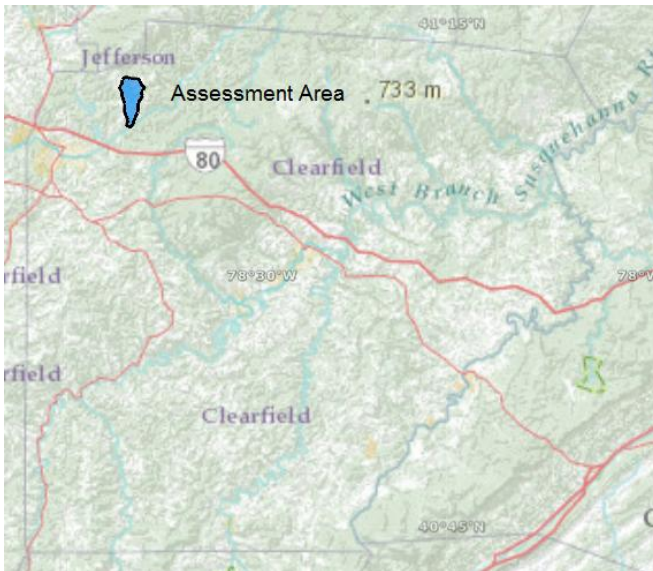 41°15'N
Jefferson
Assessment Area
733 m
80
Clearfield
West Branch Susquehanna Ri
78°30'W
78°W
rfield
rfield
Clearfield
40°45'N
C